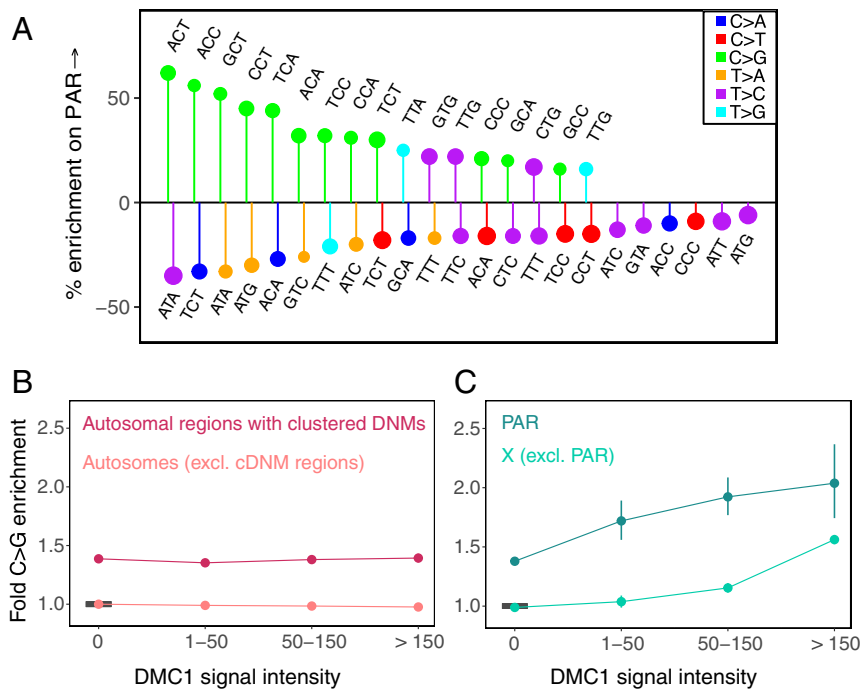 A
% enrichment on PAR→
50
0
−50
ACT
ACC
GCT
CCT
TCA
ACA
TCC
CCA
TCT
TTA
GTG
TTG
CCC
GCA
CTG
GCC
TTG
C>A
C>T
C>G
T>A
T>C
T>G
ATA
TCT
ATA
ATG
ACA
GTC
TTT
ATC
TCT
GCA
TTT
TTC
ACA
CTC
TTT
TCC
CCT
ATC
GTA
ACC
CCC
ATT
ATG
B
Fold C>G enrichment
2.5
2.0
1.5
1.0
Autosomal regions with clustered DNMs
Autosomes (excl. cDNM regions)
0
1−50
50−150
> 150
DMC1 signal intensity
C
2.5
2.0
1.5
1.0
PAR
X (excl. PAR)
0
1−50
50−150
> 150
DMC1 signal intensity